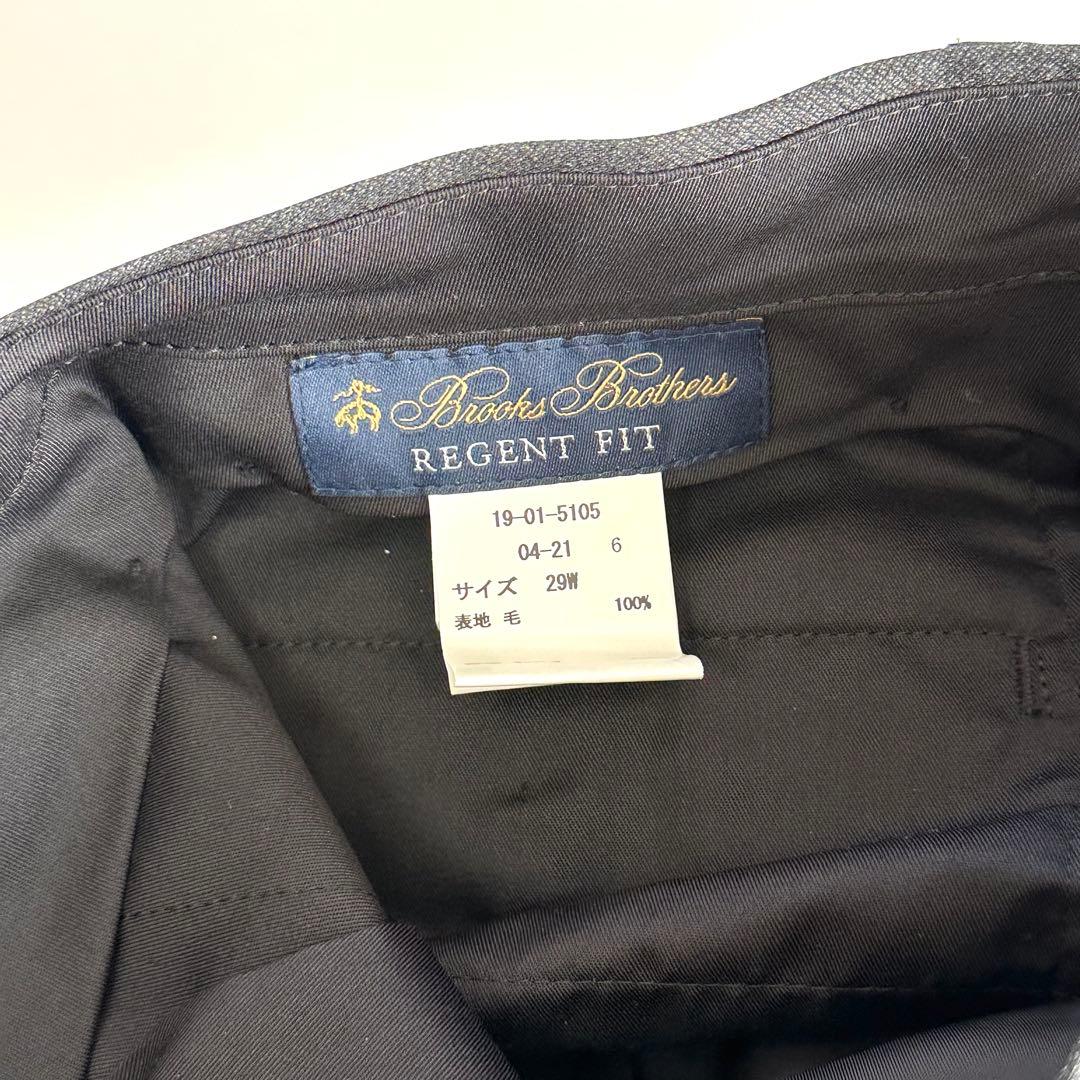 Brooks Brothers
REGENT FIT
19-01-5105
04-21 6
サイズ 29W
表地 毛 100%